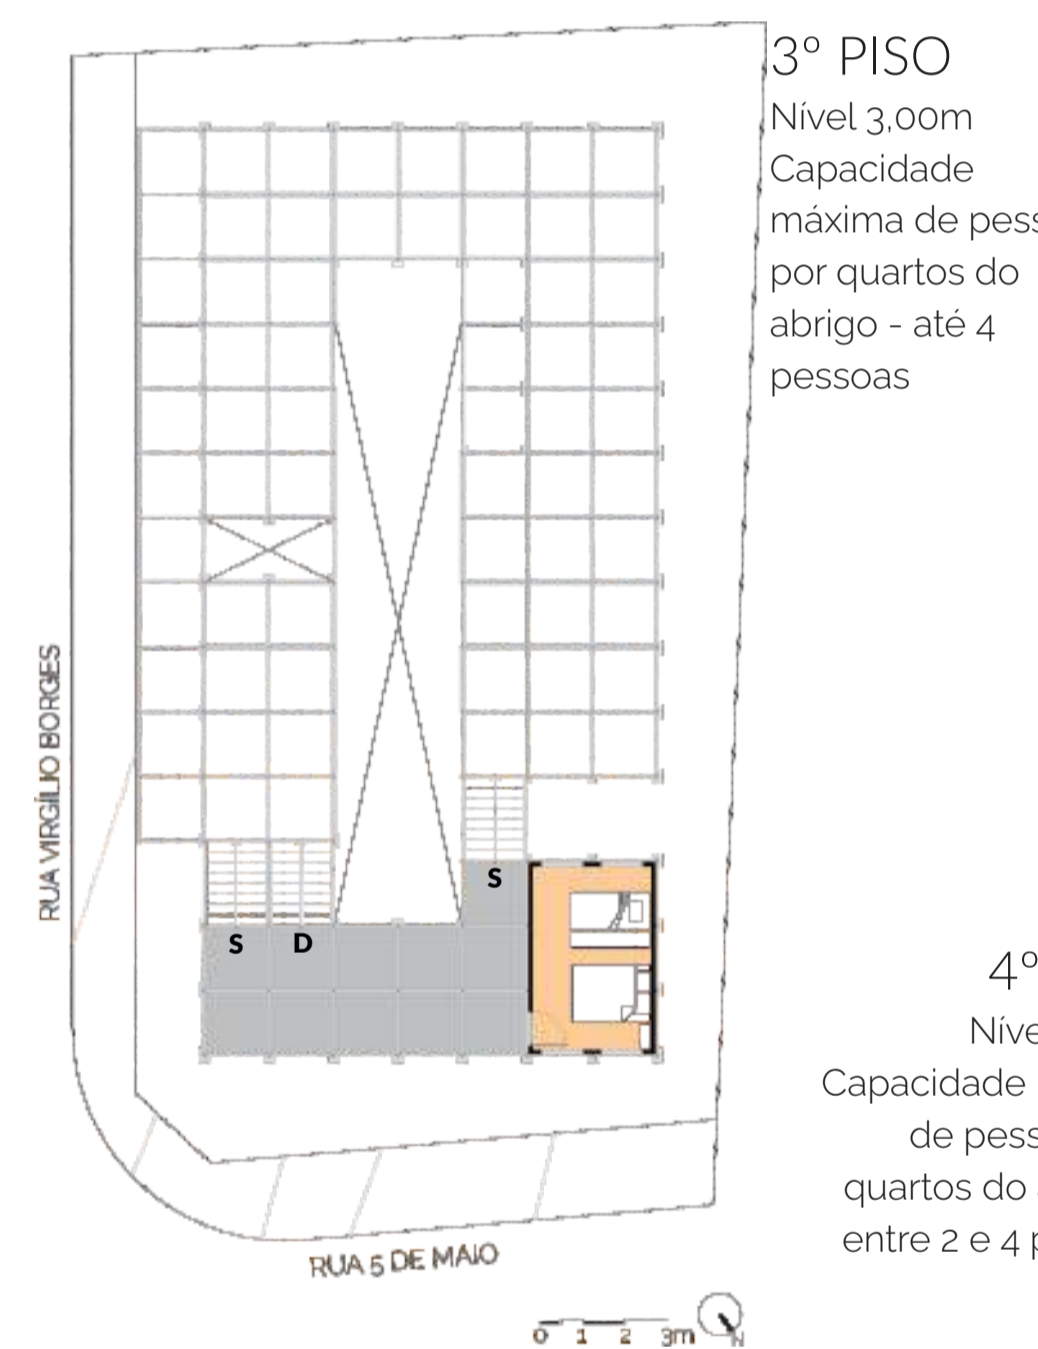 3º PISO
Nível 3,00m
Capacidade
máxima de pess
por quartos do
abrigo - até 4
pessoas
RUA VIRGÍLIO BORGES
S
S D
4º
Níve
Capacidade
de pess
quartos do
entre 2 e 4 p
RUA 5 DE MAIO
0 1 2 3m
N